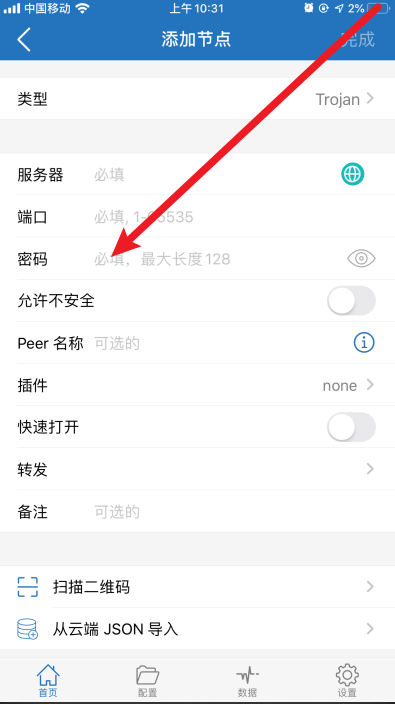 中国移动 上午 10:31 2%
添加节点 完成
类型 Trojan
服务器 必填
端口 必填, 1-65535
密码 必填，最大长度128
允许不安全
Peer 名称 可选的
插件 none
快速打开
转发
备注 可选的
扫描二维码
从云端 JSON 导入
首页 配置 数据 设置